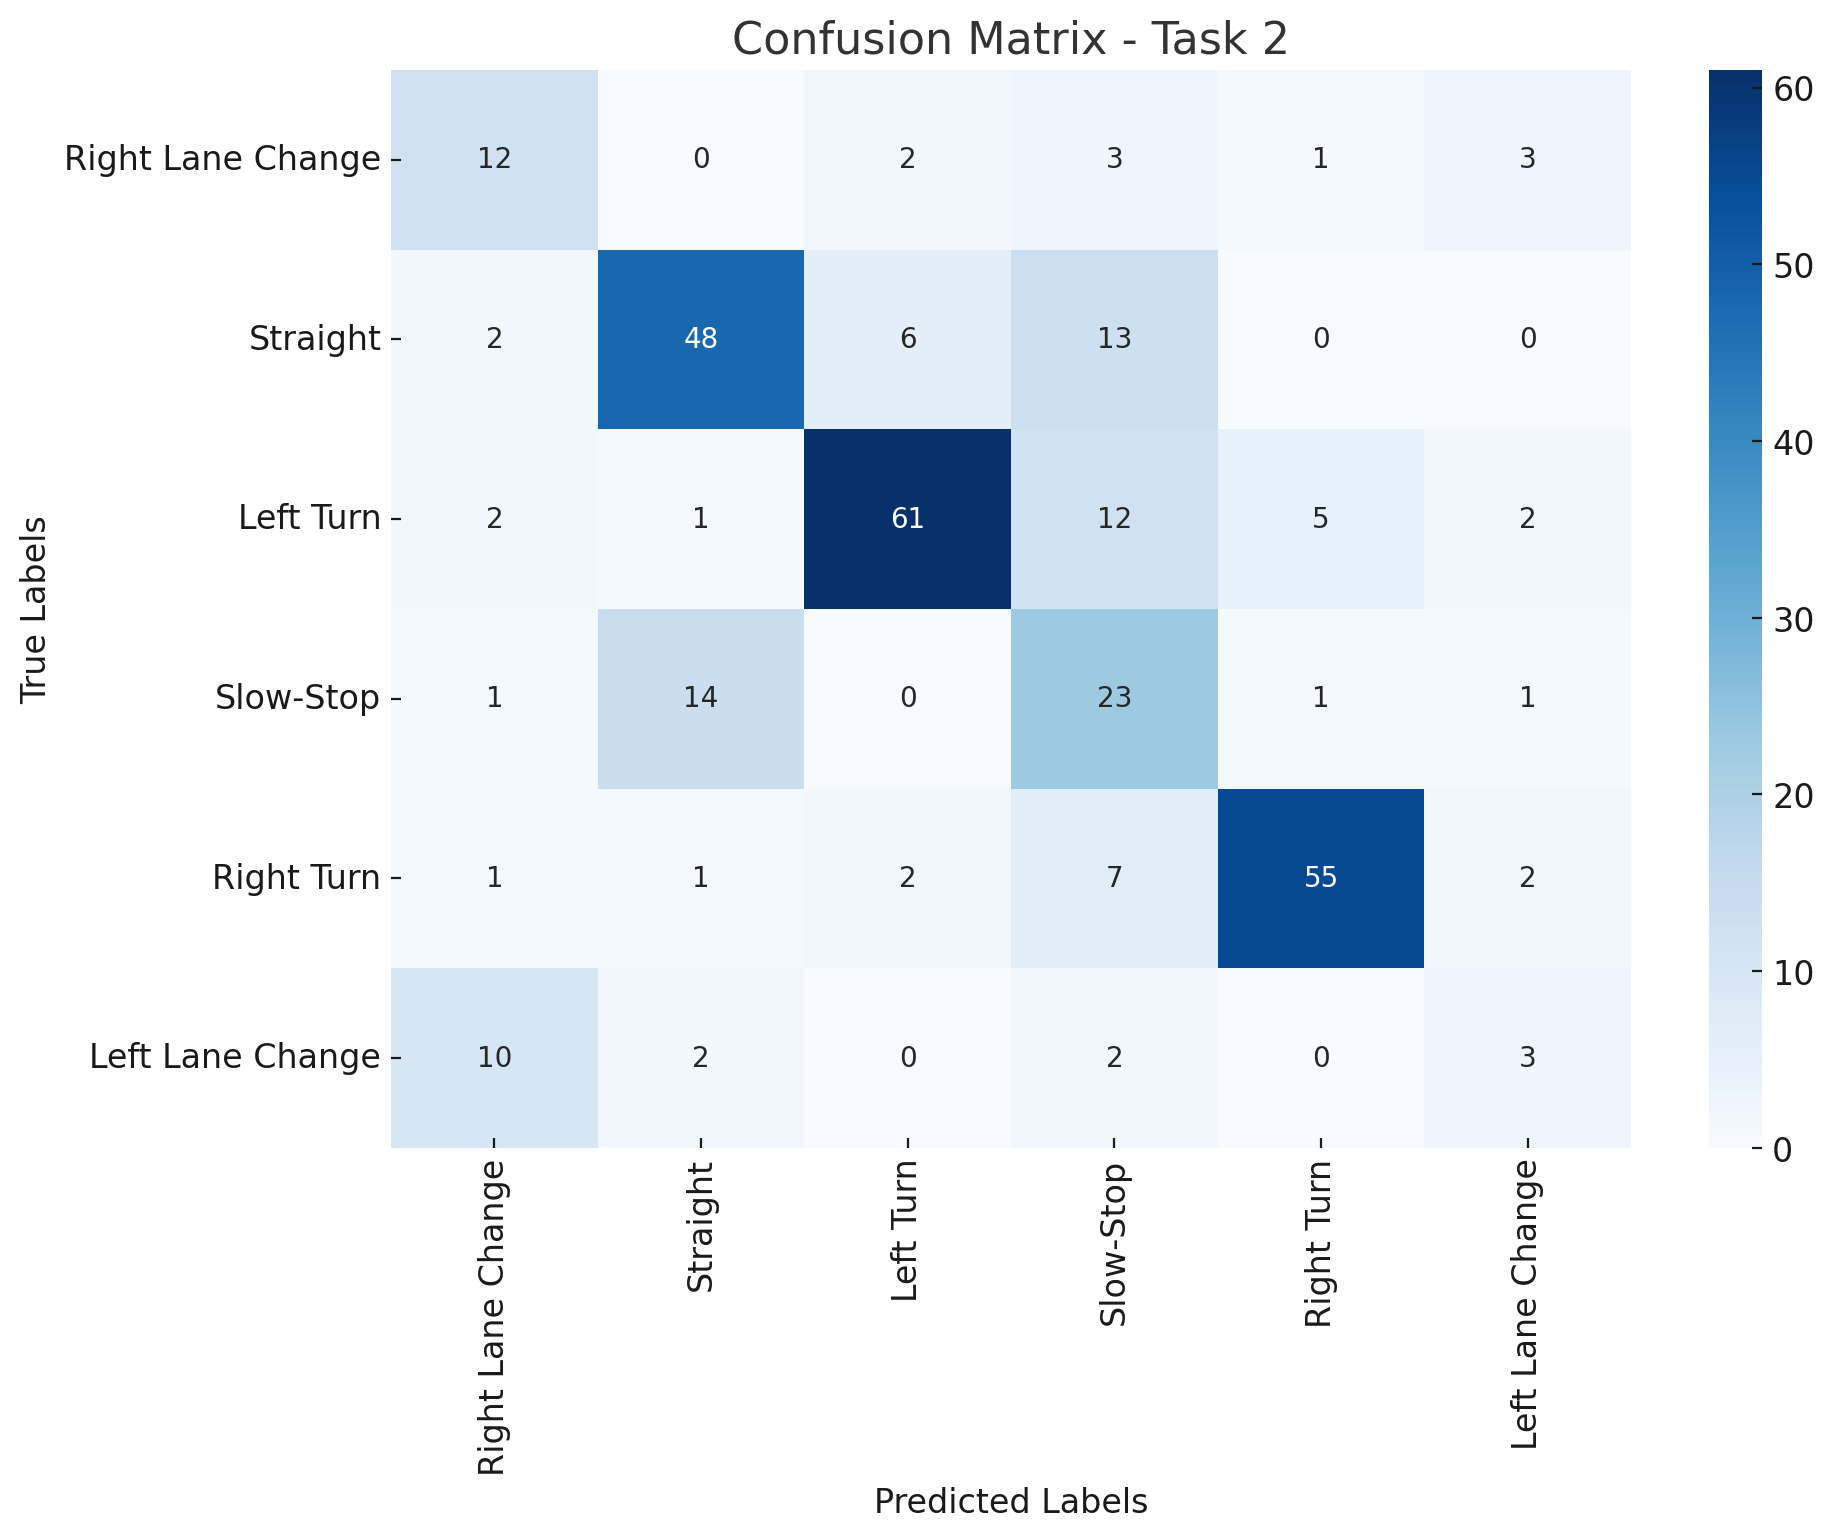 Confusion Matrix - Task 2
Right Lane Change 12 0 2 3 1 3
Straight 2 48 6 13 0 0
Left Turn 2 1 61 12 5 2
Slow-Stop 1 14 0 23 1 1
Right Turn 1 1 2 7 55 2
Left Lane Change 10 2 0 2 0 3
True Labels
Right Lane Change
Straight
Left Turn
Slow-Stop
Right Turn
Left Lane Change
Predicted Labels
60
50
40
30
20
10
0